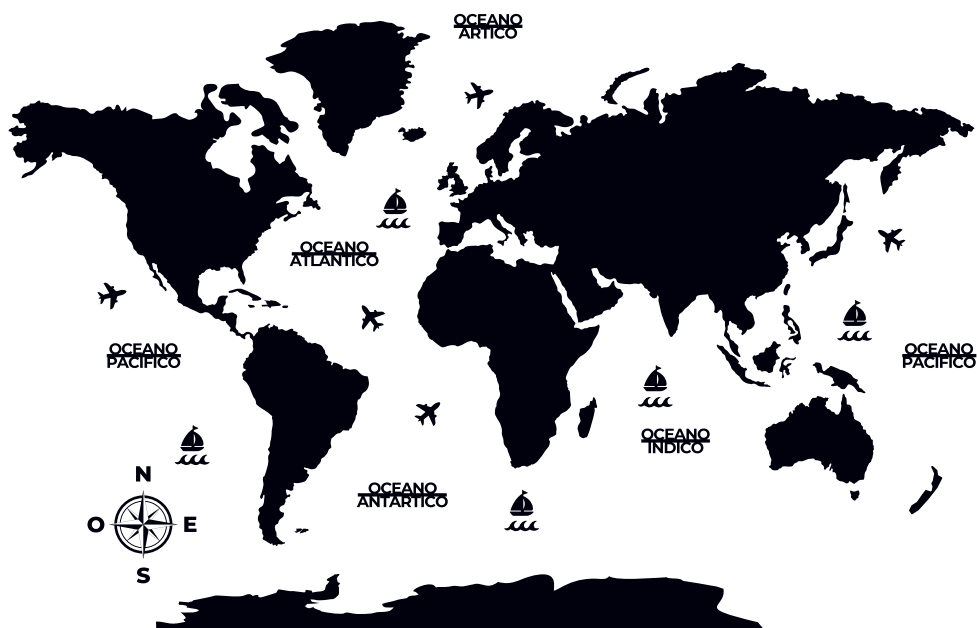 OCEANO
ARTICO
OCEANO
ATLANTICO
OCEANO
PACIFICO
OCEANO
PACIFICO
OCEANO
INDICO
OCEANO
ANTARTICO
N
O E
S